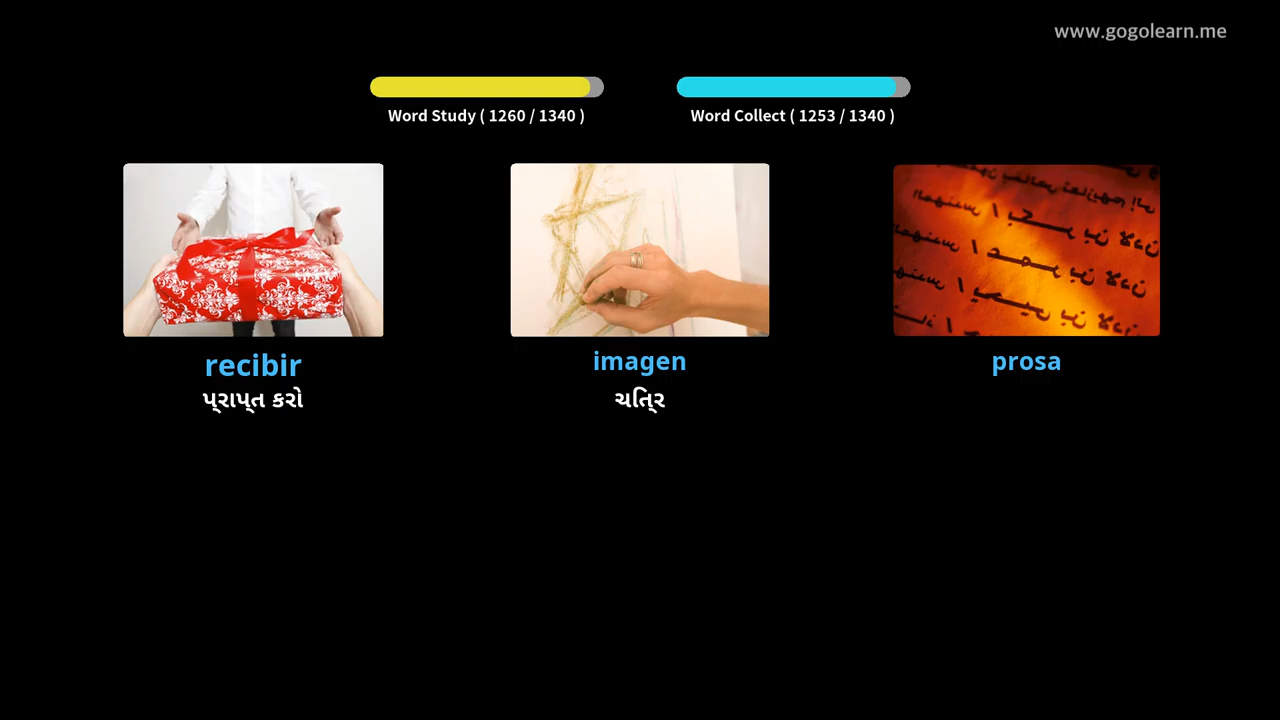 www.gogolearn.me
Word Study ( 1260 / 1340 )
Word Collect ( 1253 / 1340 )
recibir
imagen
prosa
પ્રાપ્ત કરો
ચિત્ર